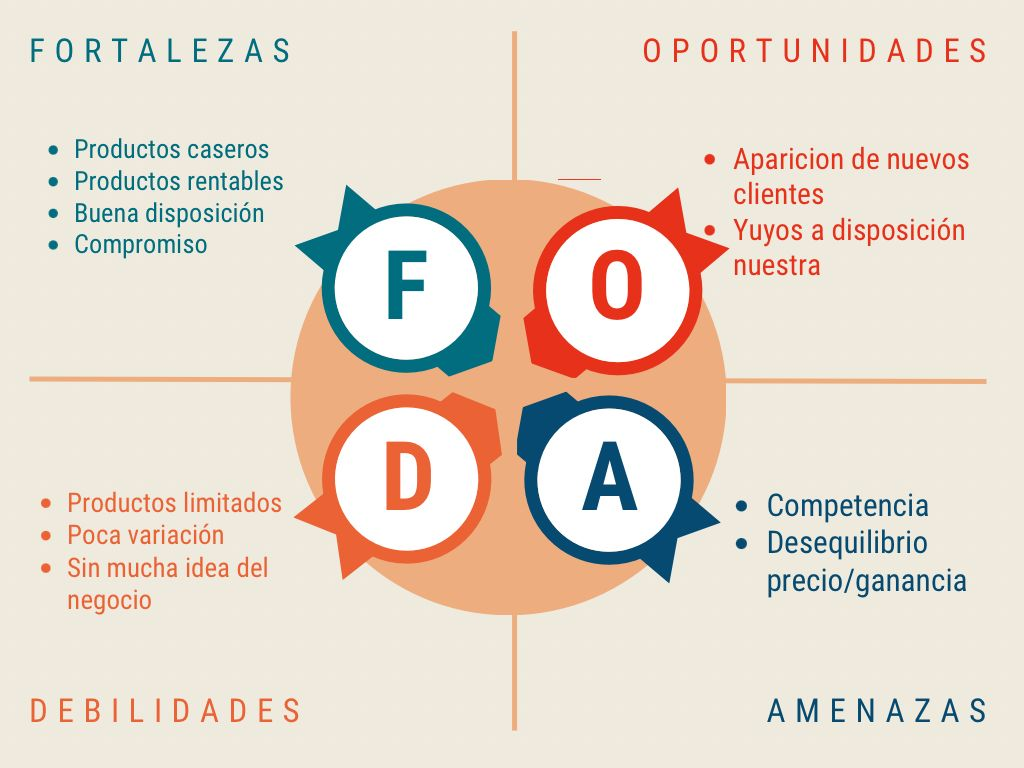 FORTALEZAS
Productos caseros
Productos rentables
Buena disposición
Compromiso
OPORTUNIDADES
Aparicion de nuevos
clientes
Yuyos a disposición
nuestra
F
O
D
A
Productos limitados
Poca variación
Sin mucha idea del
negocio
DEBILIDADES
Competencia
Desequilibrio
precio/ganancia
AMENAZAS